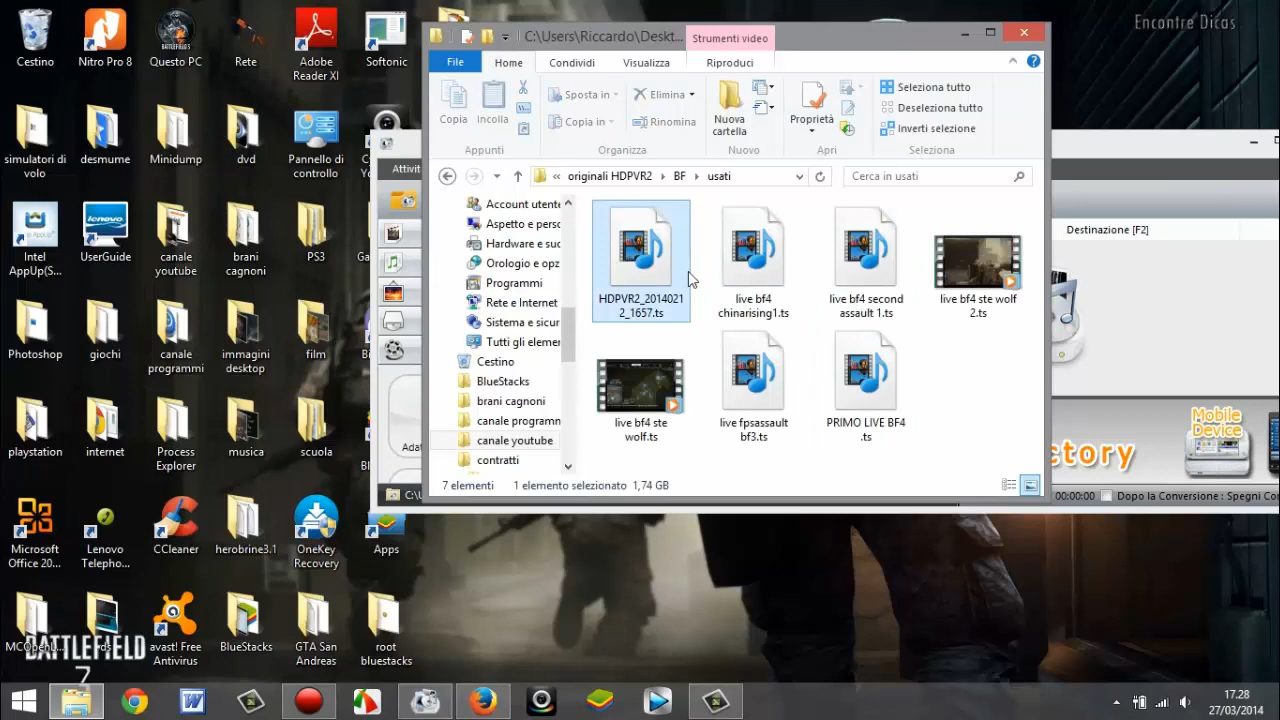 Encontre Dicas
Cestino
Nitro Pro 8
Questo PC
Rete
Adobe
Reader XI
Softonic
simulatori di
volo
desmume
Minidump
dvd
Pannello di
controllo
Intel
AppUp(S...
UserGuide
canale
youtube
brani
cagnoni
PS3
Photoshop
giochi
canale
programmi
immagini
desktop
film
playstation
internet
Process
Explorer
musica
scuola
Microsoft
Office 20...
Lenovo
Telepho...
CCleaner
herobrine3.1
OneKey
Recovery
Apps
avast! Free
Antivirus
BlueStacks
GTA San
Andreas
root
bluestacks
BATTLEFIELD
C:\Users\Riccardo\Deskt...
Strumenti video
File
Home
Condividi
Visualizza
Riproduci
Copia
Incolla
Sposta in
Copia in
Elimina
Rinomina
Nuova
cartella
Proprietà
Seleziona tutto
Deseleziona tutto
Inverti selezione
Appunti
Organizza
Nuovo
Apri
Seleziona
« originali HDPVR2 BF usati
Cerca in usati
Account utente
Aspetto e perso
Hardware e suo
Orologio e opz
Programmi
Rete e Internet
Sistema e sicur
Tutti gli elemen
Cestino
BlueStacks
brani cagnoni
canale programm
canale youtube
contratti
HDPVR2_2014021
2_1657.ts
live bf4
chinarising1.ts
live bf4 second
assault 1.ts
live bf4 ste wolf
2.ts
live bf4 ste
wolf.ts
live fpsassault
bf3.ts
PRIMO LIVE BF4
.ts
7 elementi
1 elemento selezionato 1,74 GB
Attivit
Destinazione [F2]
Mobile
Device
ctory
Adat
C:\U
00:00:00
Dopo la Conversione : Spegni Co
17.28
27/03/2014